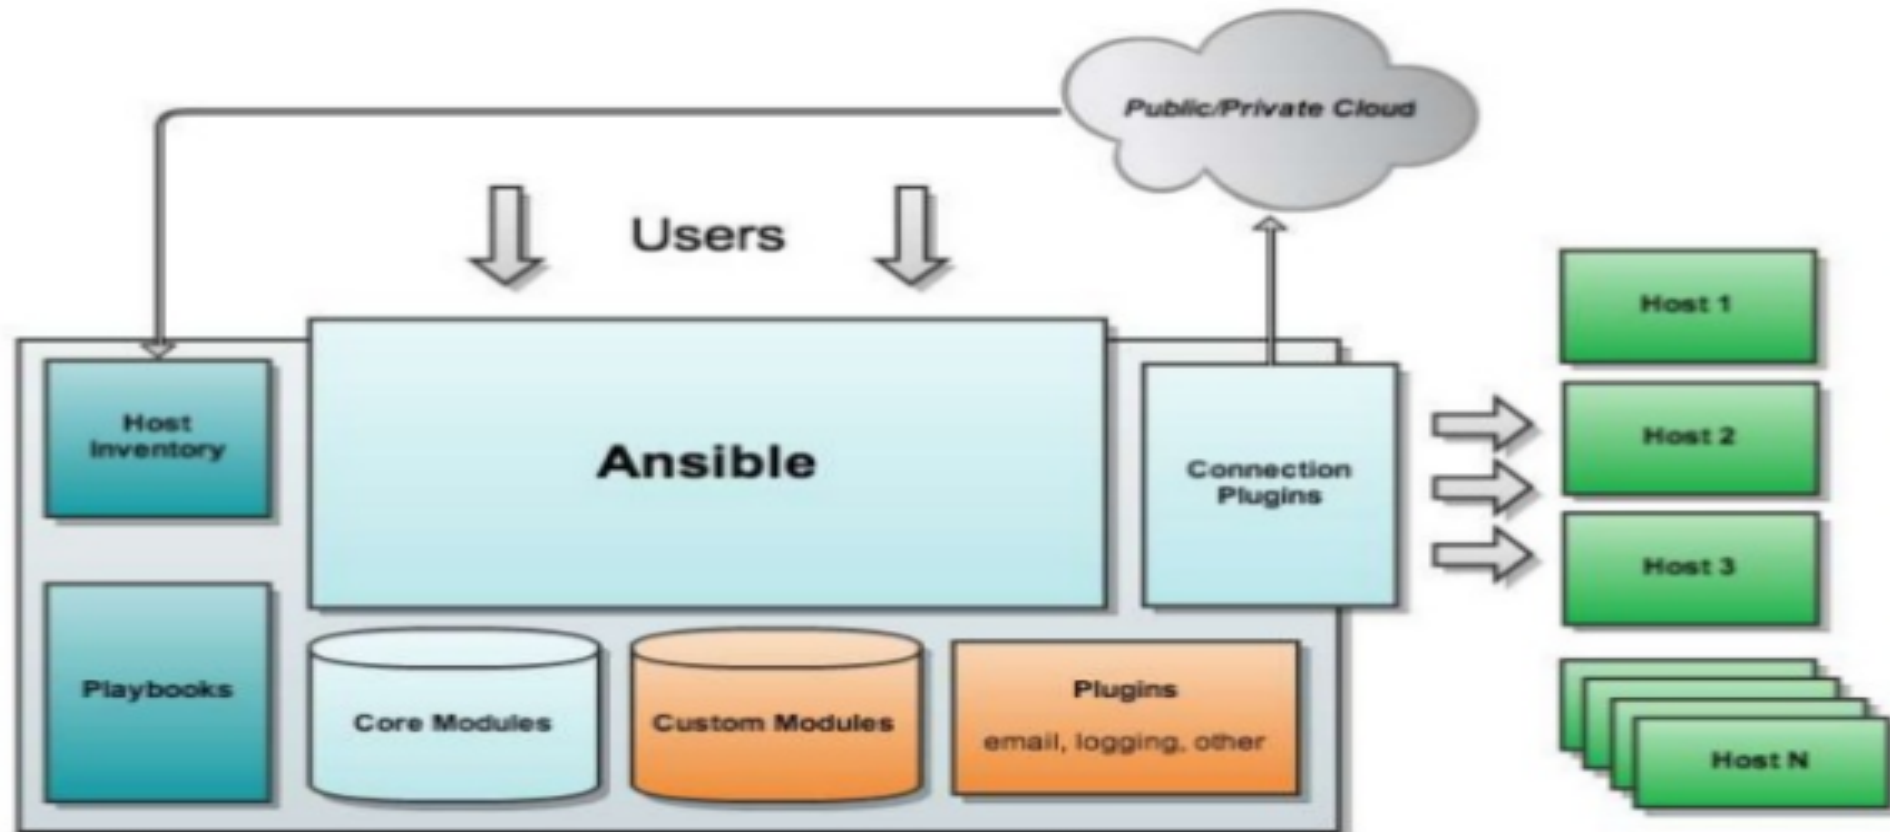 Public/Private Cloud
Users
Host 1
Host
Inventory
Ansible
Connection
Plugins
Host 2
Host 3
Playbooks
Core Modules
Custom Modules
Plugins
email, logging, other
Host N